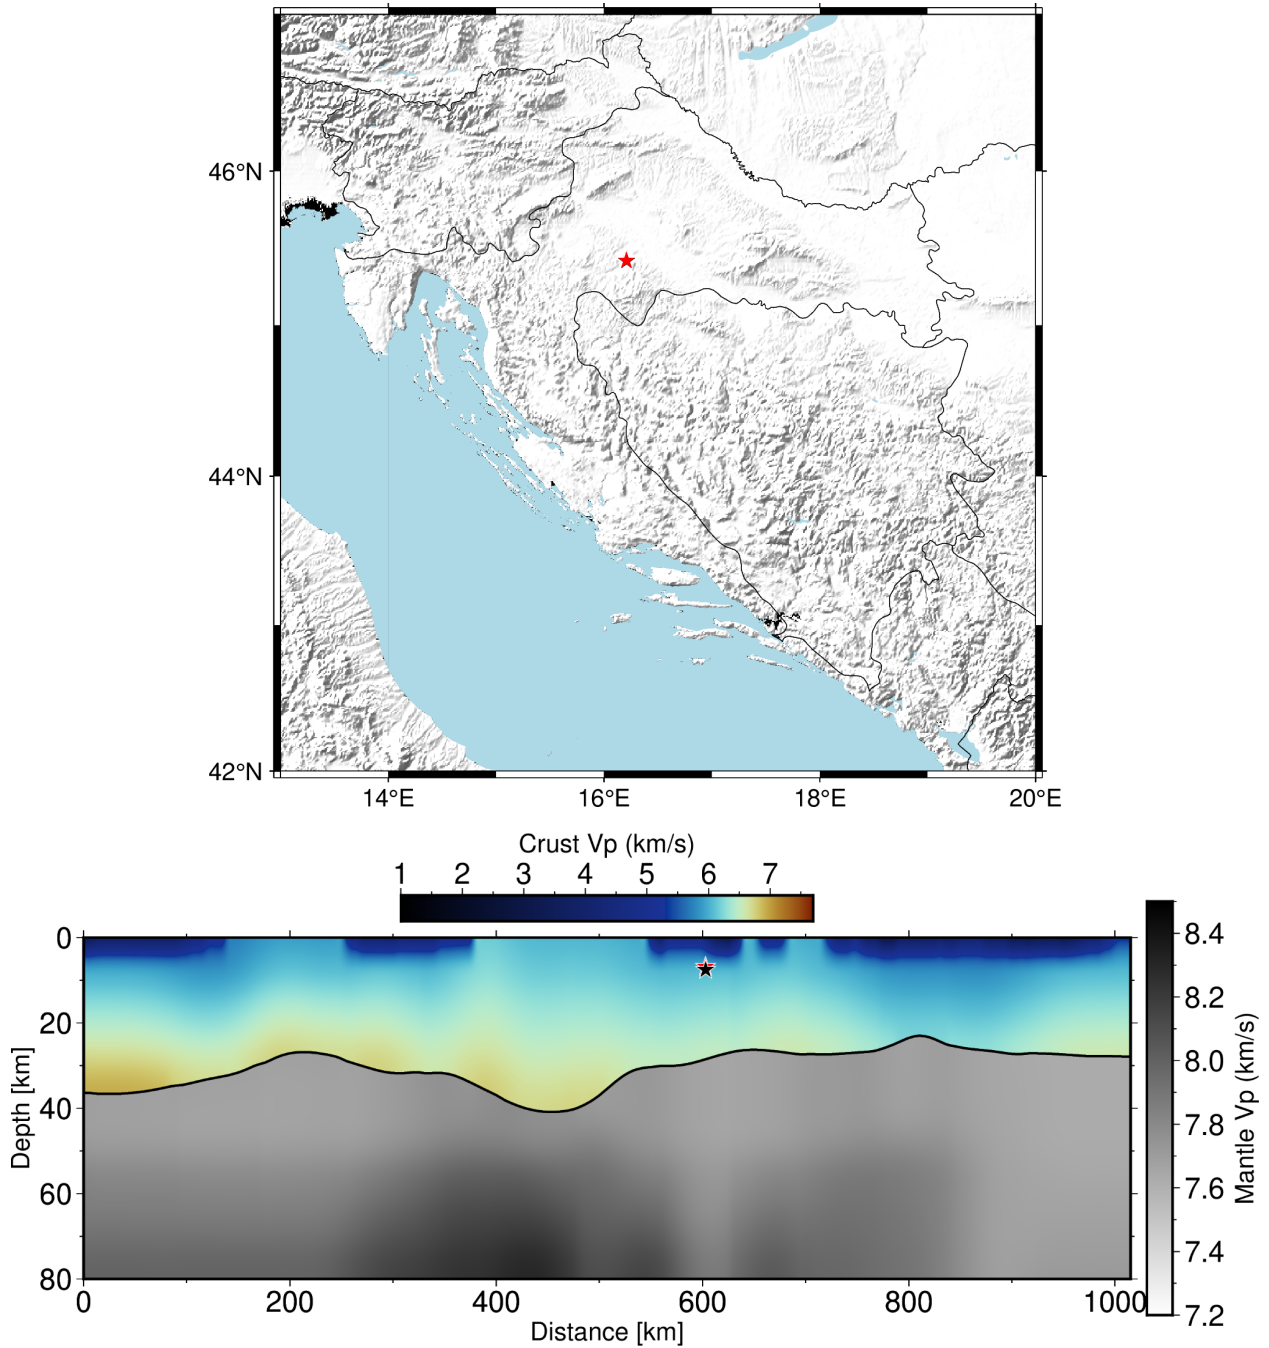 46°N
44°N
42°N
14°E 16°E 18°E 20°E
Crust Vp (km/s)
1 2 3 4 5 6 7
0
20
40
60
80
Depth [km]
0 200 400 600 800 1000
Distance [km]
8.4
8.2
8.0
7.8
7.6
7.4
7.2
Mantle Vp (km/s)